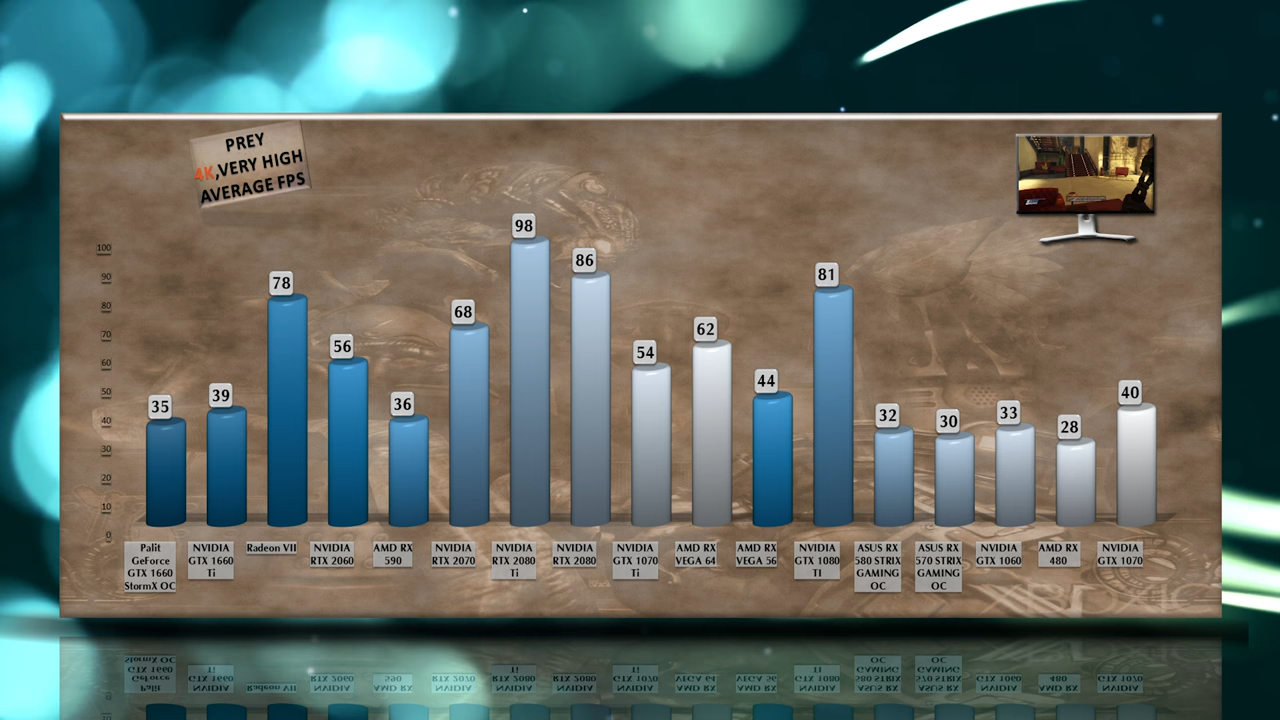 PREY
4K,VERY HIGH
AVERAGE FPS
100
90
80
70
60
50
40
30
20
10
0
35
39
78
56
36
68
98
86
54
62
44
81
32
30
33
28
40
Palit
GeForce
GTX 1660
StormX OC
NVIDIA
GTX 1660
Ti
Radeon VII
NVIDIA
RTX 2060
AMD RX
590
NVIDIA
RTX 2070
NVIDIA
RTX 2080
Ti
NVIDIA
RTX 2080
NVIDIA
GTX 1070
Ti
AMD RX
VEGA 64
AMD RX
VEGA 56
NVIDIA
GTX 1080
TI
ASUS RX
580 STRIX
GAMING
OC
ASUS RX
570 STRIX
GAMING
OC
NVIDIA
GTX 1060
AMD RX
480
NVIDIA
GTX 1070